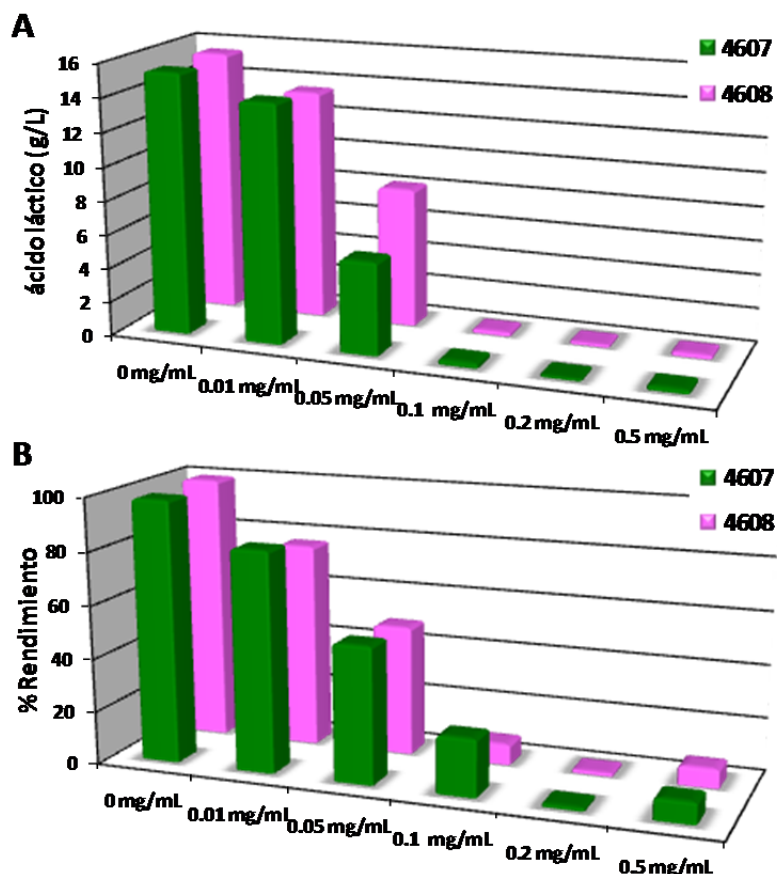 A
4607
4608
ácido láctico (g/L)
16
14
12
10
8
6
4
2
0
0 mg/mL
0.01 mg/mL
0.05 mg/mL
0.1 mg/mL
0.2 mg/mL
0.5 mg/mL
B
4607
4608
% Rendimiento
100
80
60
40
20
0
0 mg/mL
0.01 mg/mL
0.05 mg/mL
0.1 mg/mL
0.2 mg/mL
0.5 mg/mL